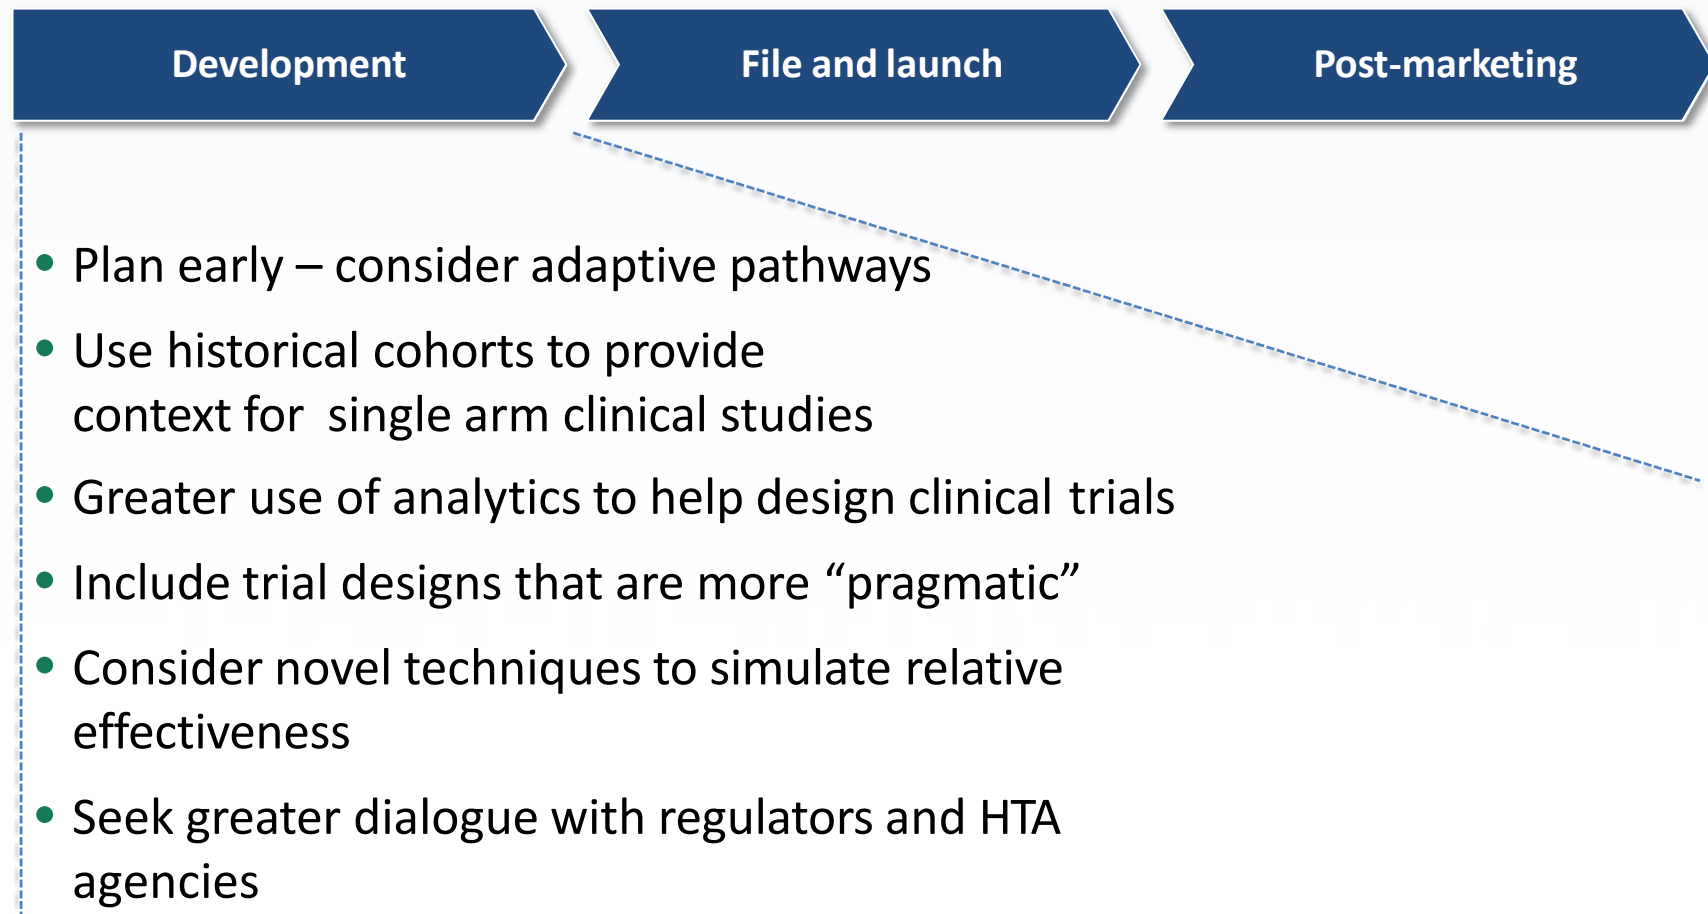 Development
File and launch
Post-marketing
• Plan early – consider adaptive pathways
• Use historical cohorts to provide
context for  single arm clinical studies
• Greater use of analytics to help design clinical trials
• Include trial designs that are more “pragmatic”
• Consider novel techniques to simulate relative
effectiveness
• Seek greater dialogue with regulators and HTA
agencies